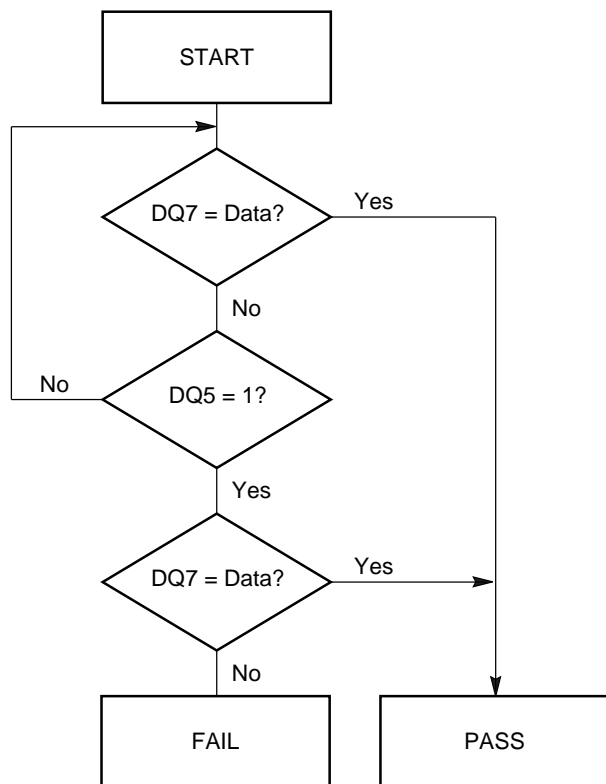 START
DQ7 = Data?
Yes
No
No
DQ5 = 1?
Yes
DQ7 = Data?
Yes
No
FAIL
PASS